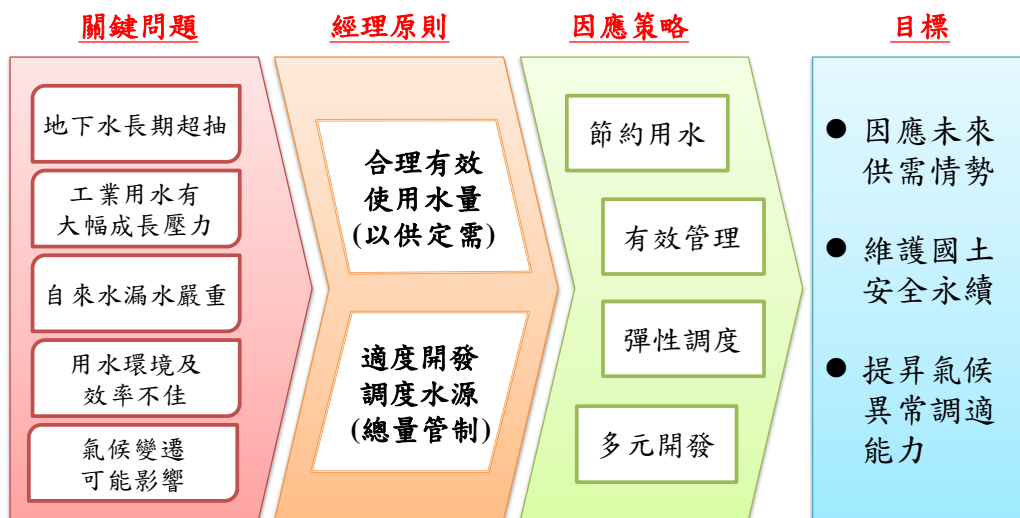 關鍵問題
地下水長期超抽
工業用水有
大幅成長壓力
自來水漏水嚴重
用水環境及
效率不佳
氣候變遷
可能影響
經理原則
合理有效
使用水量
(以供定需)
適度開發
調度水源
(總量管制)
因應策略
節約用水
有效管理
彈性調度
多元開發
目標
● 因應未來
供需情勢
● 維護國土
安全永續
● 提昇氣候
異常調適
能力